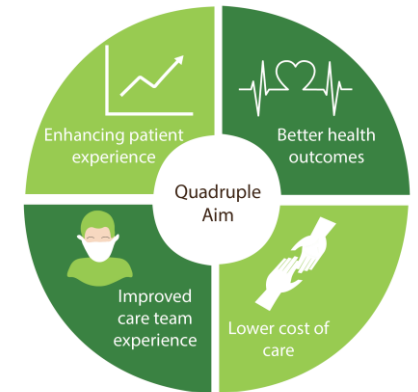 Enhancing patient
experience
Better health
outcomes
Quadruple
Aim
Improved
care team
experience
Lower cost of
care